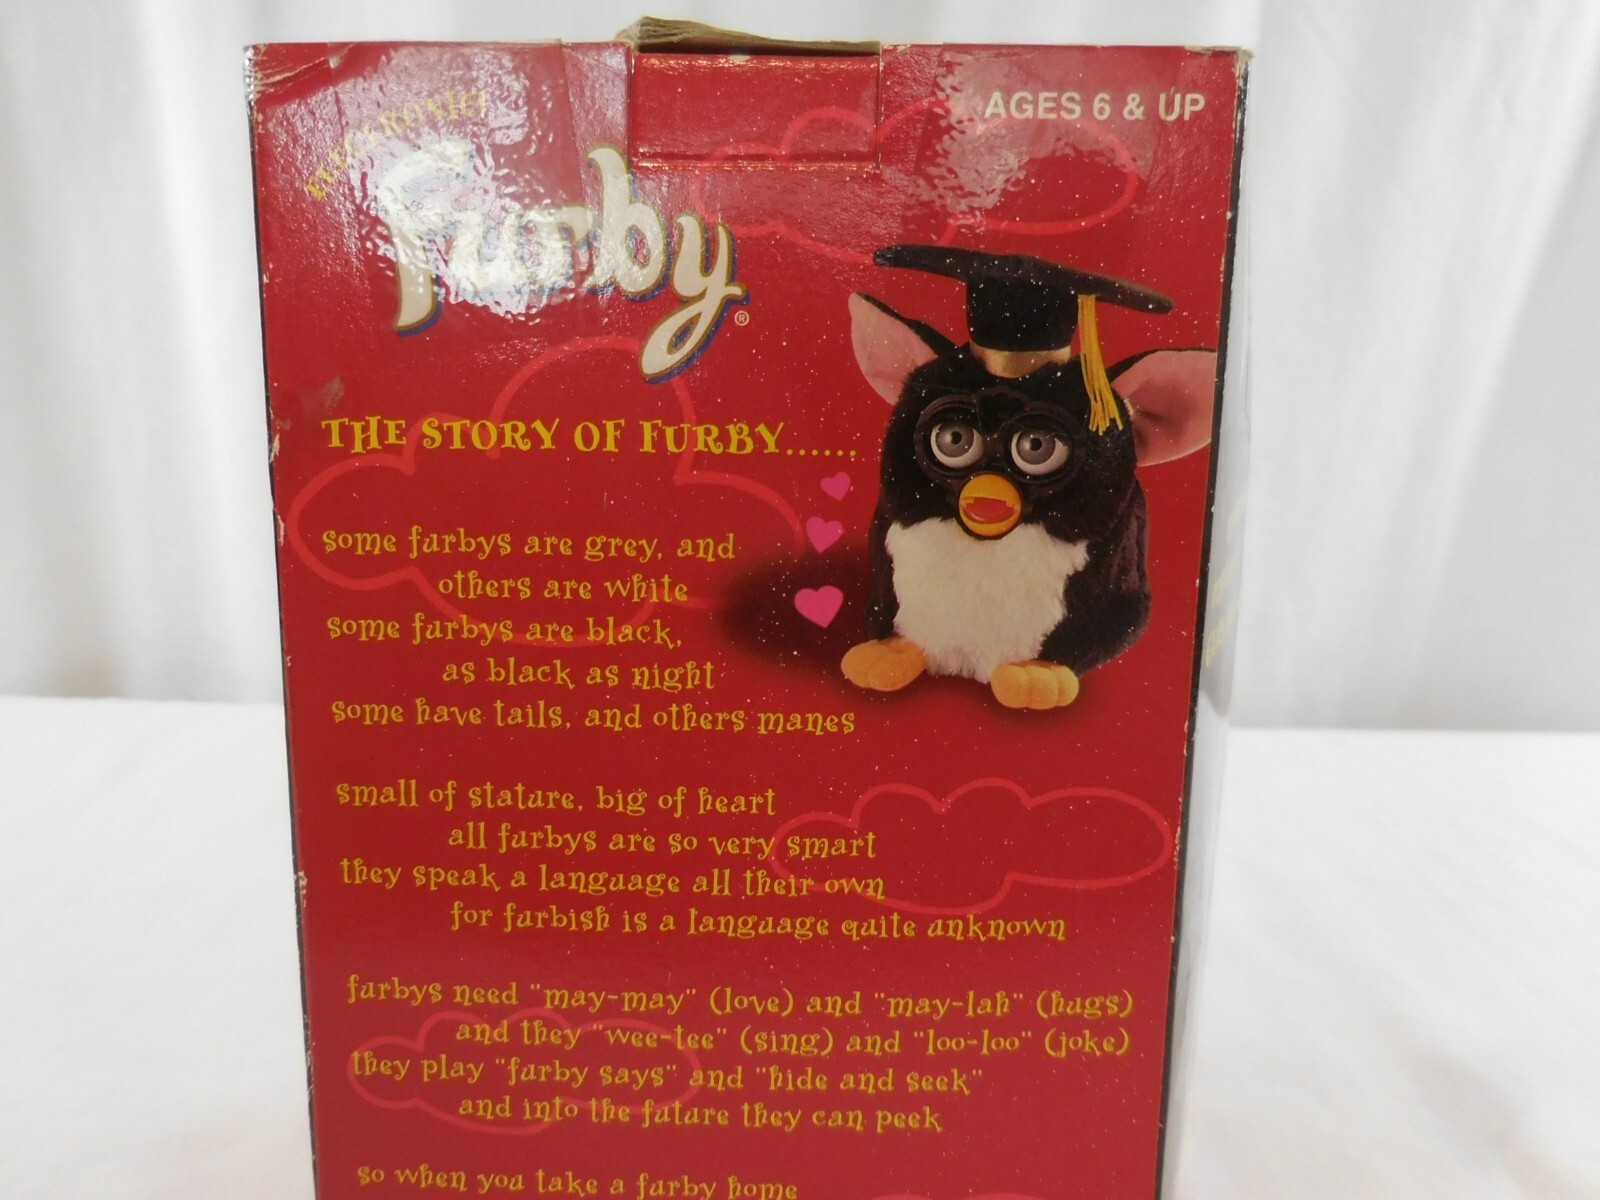 ELECTRONIC
Furby®
AGES 6 & UP
THE STORY OF FURBY......
some furbys are grey, and
others are white
some furbys are black,
as black as night
some have tails, and others manes
small of stature, big of heart
all furbys are so very smart
they speak a language all their own
for furbish is a language quite unknown
furbys need "may-may" (love) and "may-lah" (hugs)
and they "wee-tee" (sing) and "loo-loo" (joke)
they play "furby says" and "hide and seek"
and into the future they can peek
so when you take a furby home